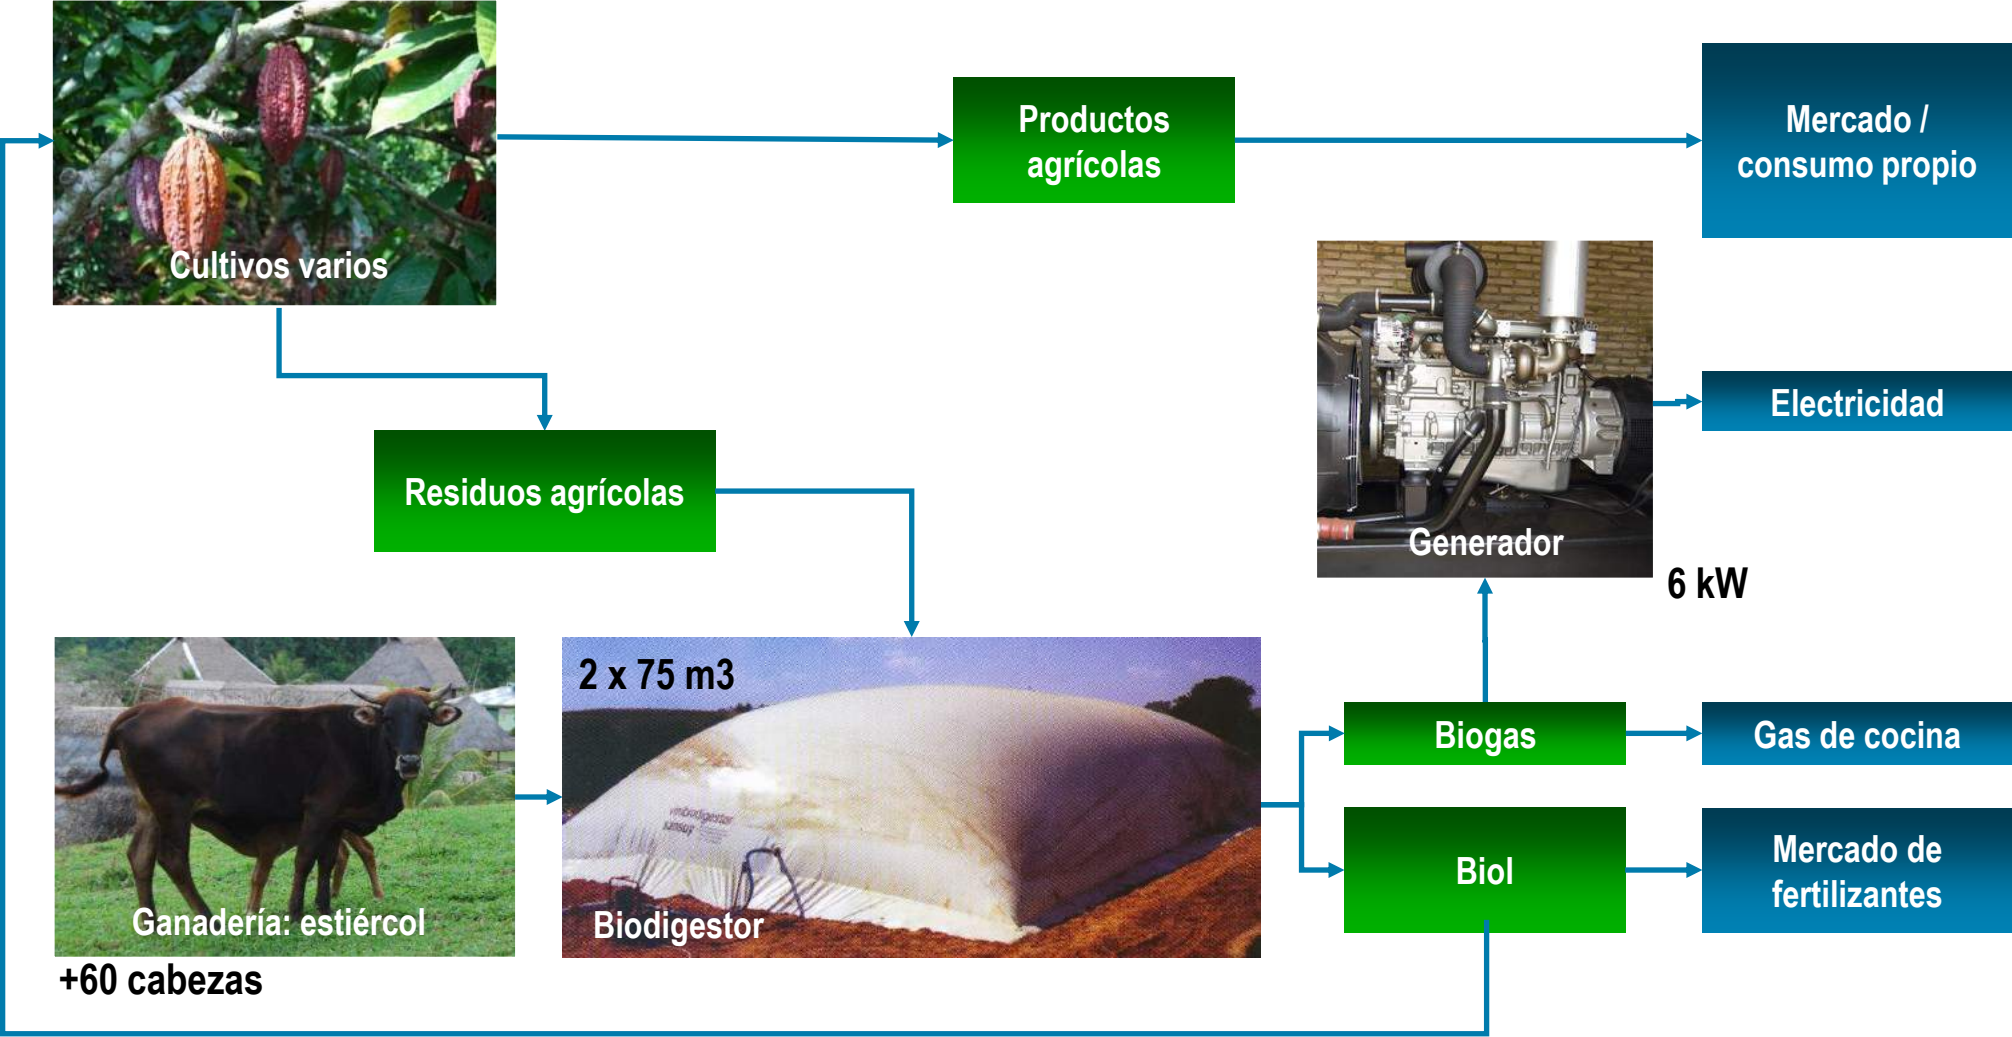 Productos
agrícolas
Mercado /
consumo propio
Cultivos varios
Electricidad
Residuos agrícolas
Generador
6 kW
2 x 75 m3
Biogas
Gas de cocina
Biol
Mercado de
fertilizantes
sansuy
Ganadería: estiércol
Biodigestor
+60 cabezas